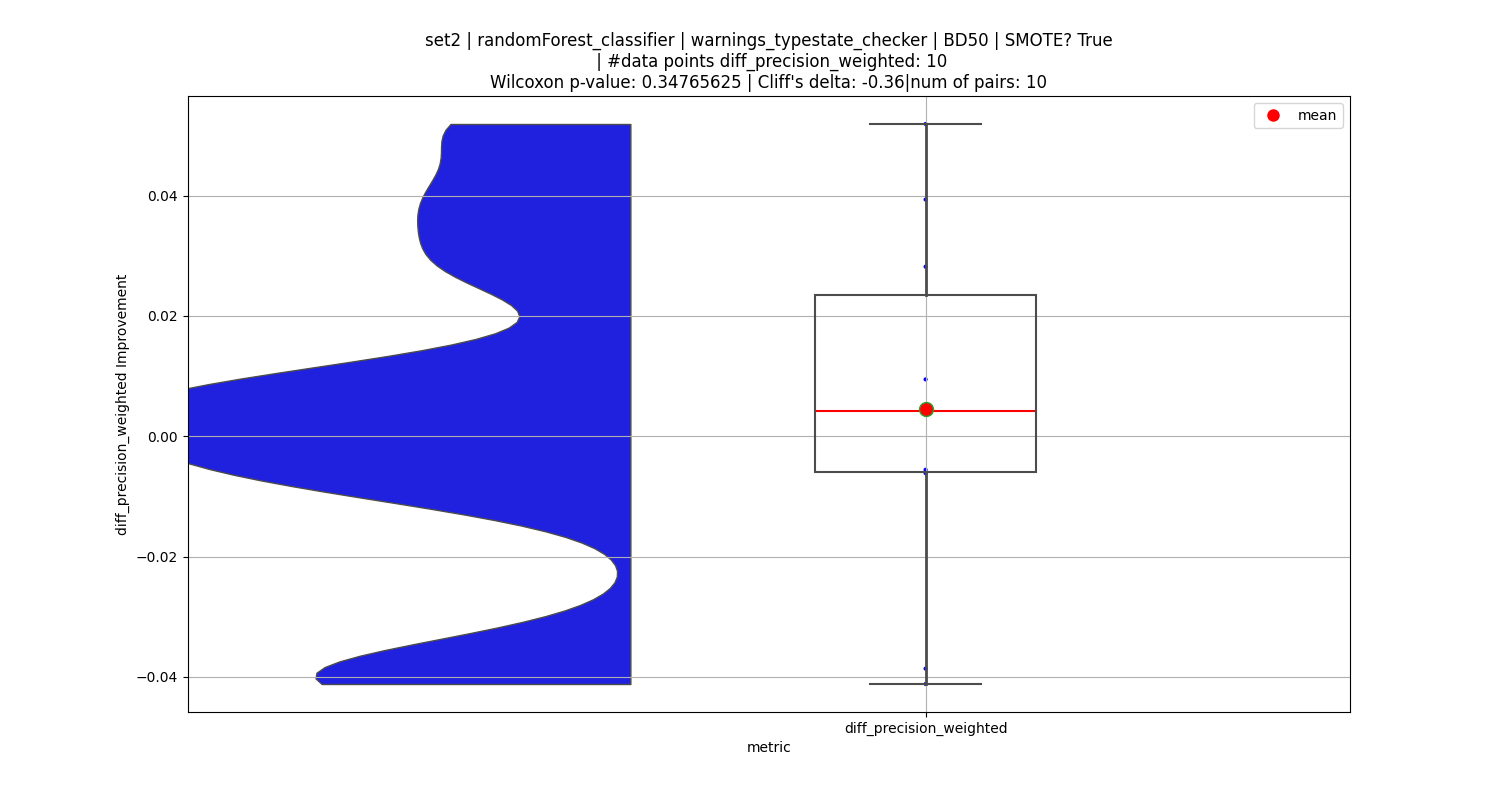 set2 | randomForest_classifier | warnings_typestate_checker | BD50 | SMOTE? True
| #data points diff_precision_weighted: 10
Wilcoxon p-value: 0.34765625 | Cliff's delta: -0.36|num of pairs: 10
mean
0.04
0.02
0.00
−0.02
−0.04
diff_precision_weighted Improvement
diff_precision_weighted
metric